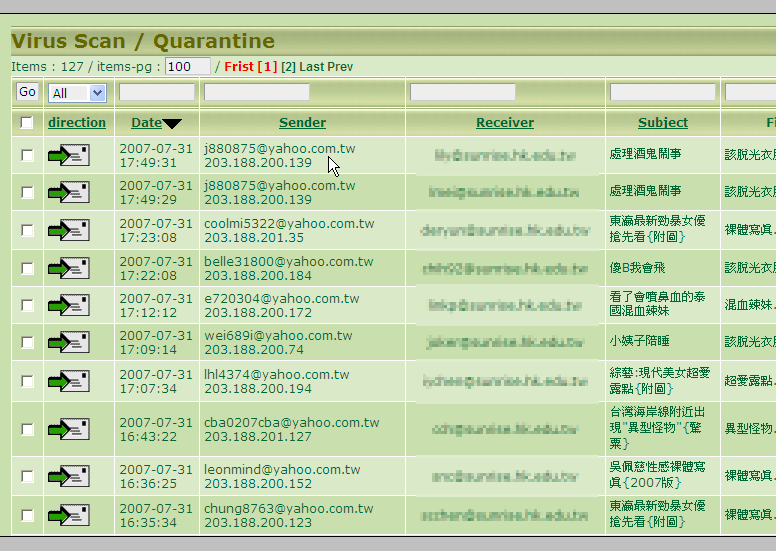 Virus Scan / Quarantine
Items : 127 / items-pg : 100 / Frist [1] [2] Last Prev
Go All
direction Date Sender Receiver Subject Fi
2007-07-31 j880875@yahoo.com.tw 處理酒鬼鬧事 該脫光衣服
17:49:31 203.188.200.139
2007-07-31 j880875@yahoo.com.tw 處理酒鬼鬧事 該脫光衣服
17:49:29 203.188.200.139
2007-07-31 coolmi5322@yahoo.com.tw 東瀛最新勁暴女優 裸體寫真.
17:23:08 203.188.201.35 搶先看{附圖}
2007-07-31 belle31800@yahoo.com.tw 傻B我會飛 該脫光衣服
17:22:08 203.188.200.184
2007-07-31 e720304@yahoo.com.tw 看了會噴鼻血的泰 混血辣妹.
17:12:12 203.188.200.172 國混血辣妹
2007-07-31 wei689i@yahoo.com.tw 小姨子陪睡 該脫光衣服
17:09:14 203.188.200.74
2007-07-31 lhl4374@yahoo.com.tw 綜藝:現代美女超愛 超愛露點.
17:07:34 203.188.200.194 露點{附圖}
2007-07-31 cba0207cba@yahoo.com.tw 台灣海岸線附近出 異型怪物.
16:43:22 203.188.201.127 現"異型怪物"{驚
票}
2007-07-31 leonmind@yahoo.com.tw 吳佩慈性感裸體寫 裸體寫真.
16:36:25 203.188.200.152 真{2007版}
2007-07-31 chung8763@yahoo.com.tw 東瀛最新勁暴女優 裸體寫真.
16:35:34 203.188.200.123 搶先看{附圖}